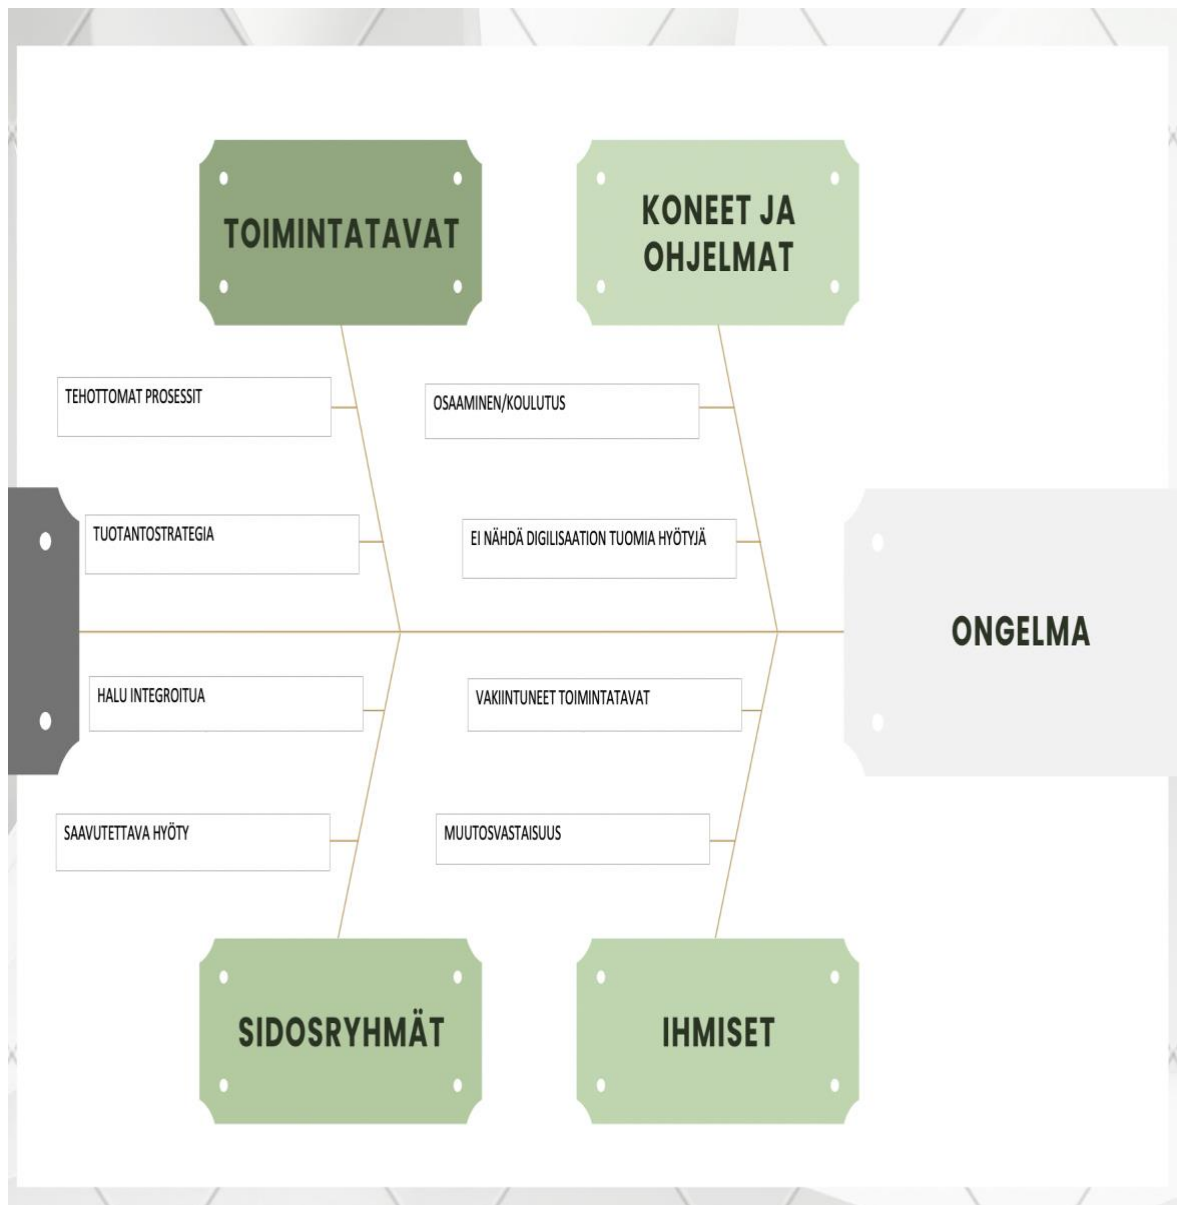 TOIMINTATAVAT
KONEET JA
OHJELMAT
TEHOTTOMAT PROSESSIT
OSAAMINEN/KOULUTUS
TUOTANTOSTRATEGIA
EI NÄHDÄ DIGILISAATION TUOMIA HYÖTYJÄ
ONGELMA
HALU INTEGROITUA
VAKIINTUNEET TOIMINTATAVAT
SAAVUTETTAVA HYÖTY
MUUTOSVASTAISUUS
SIDOSRYHMÄT
IHMISET